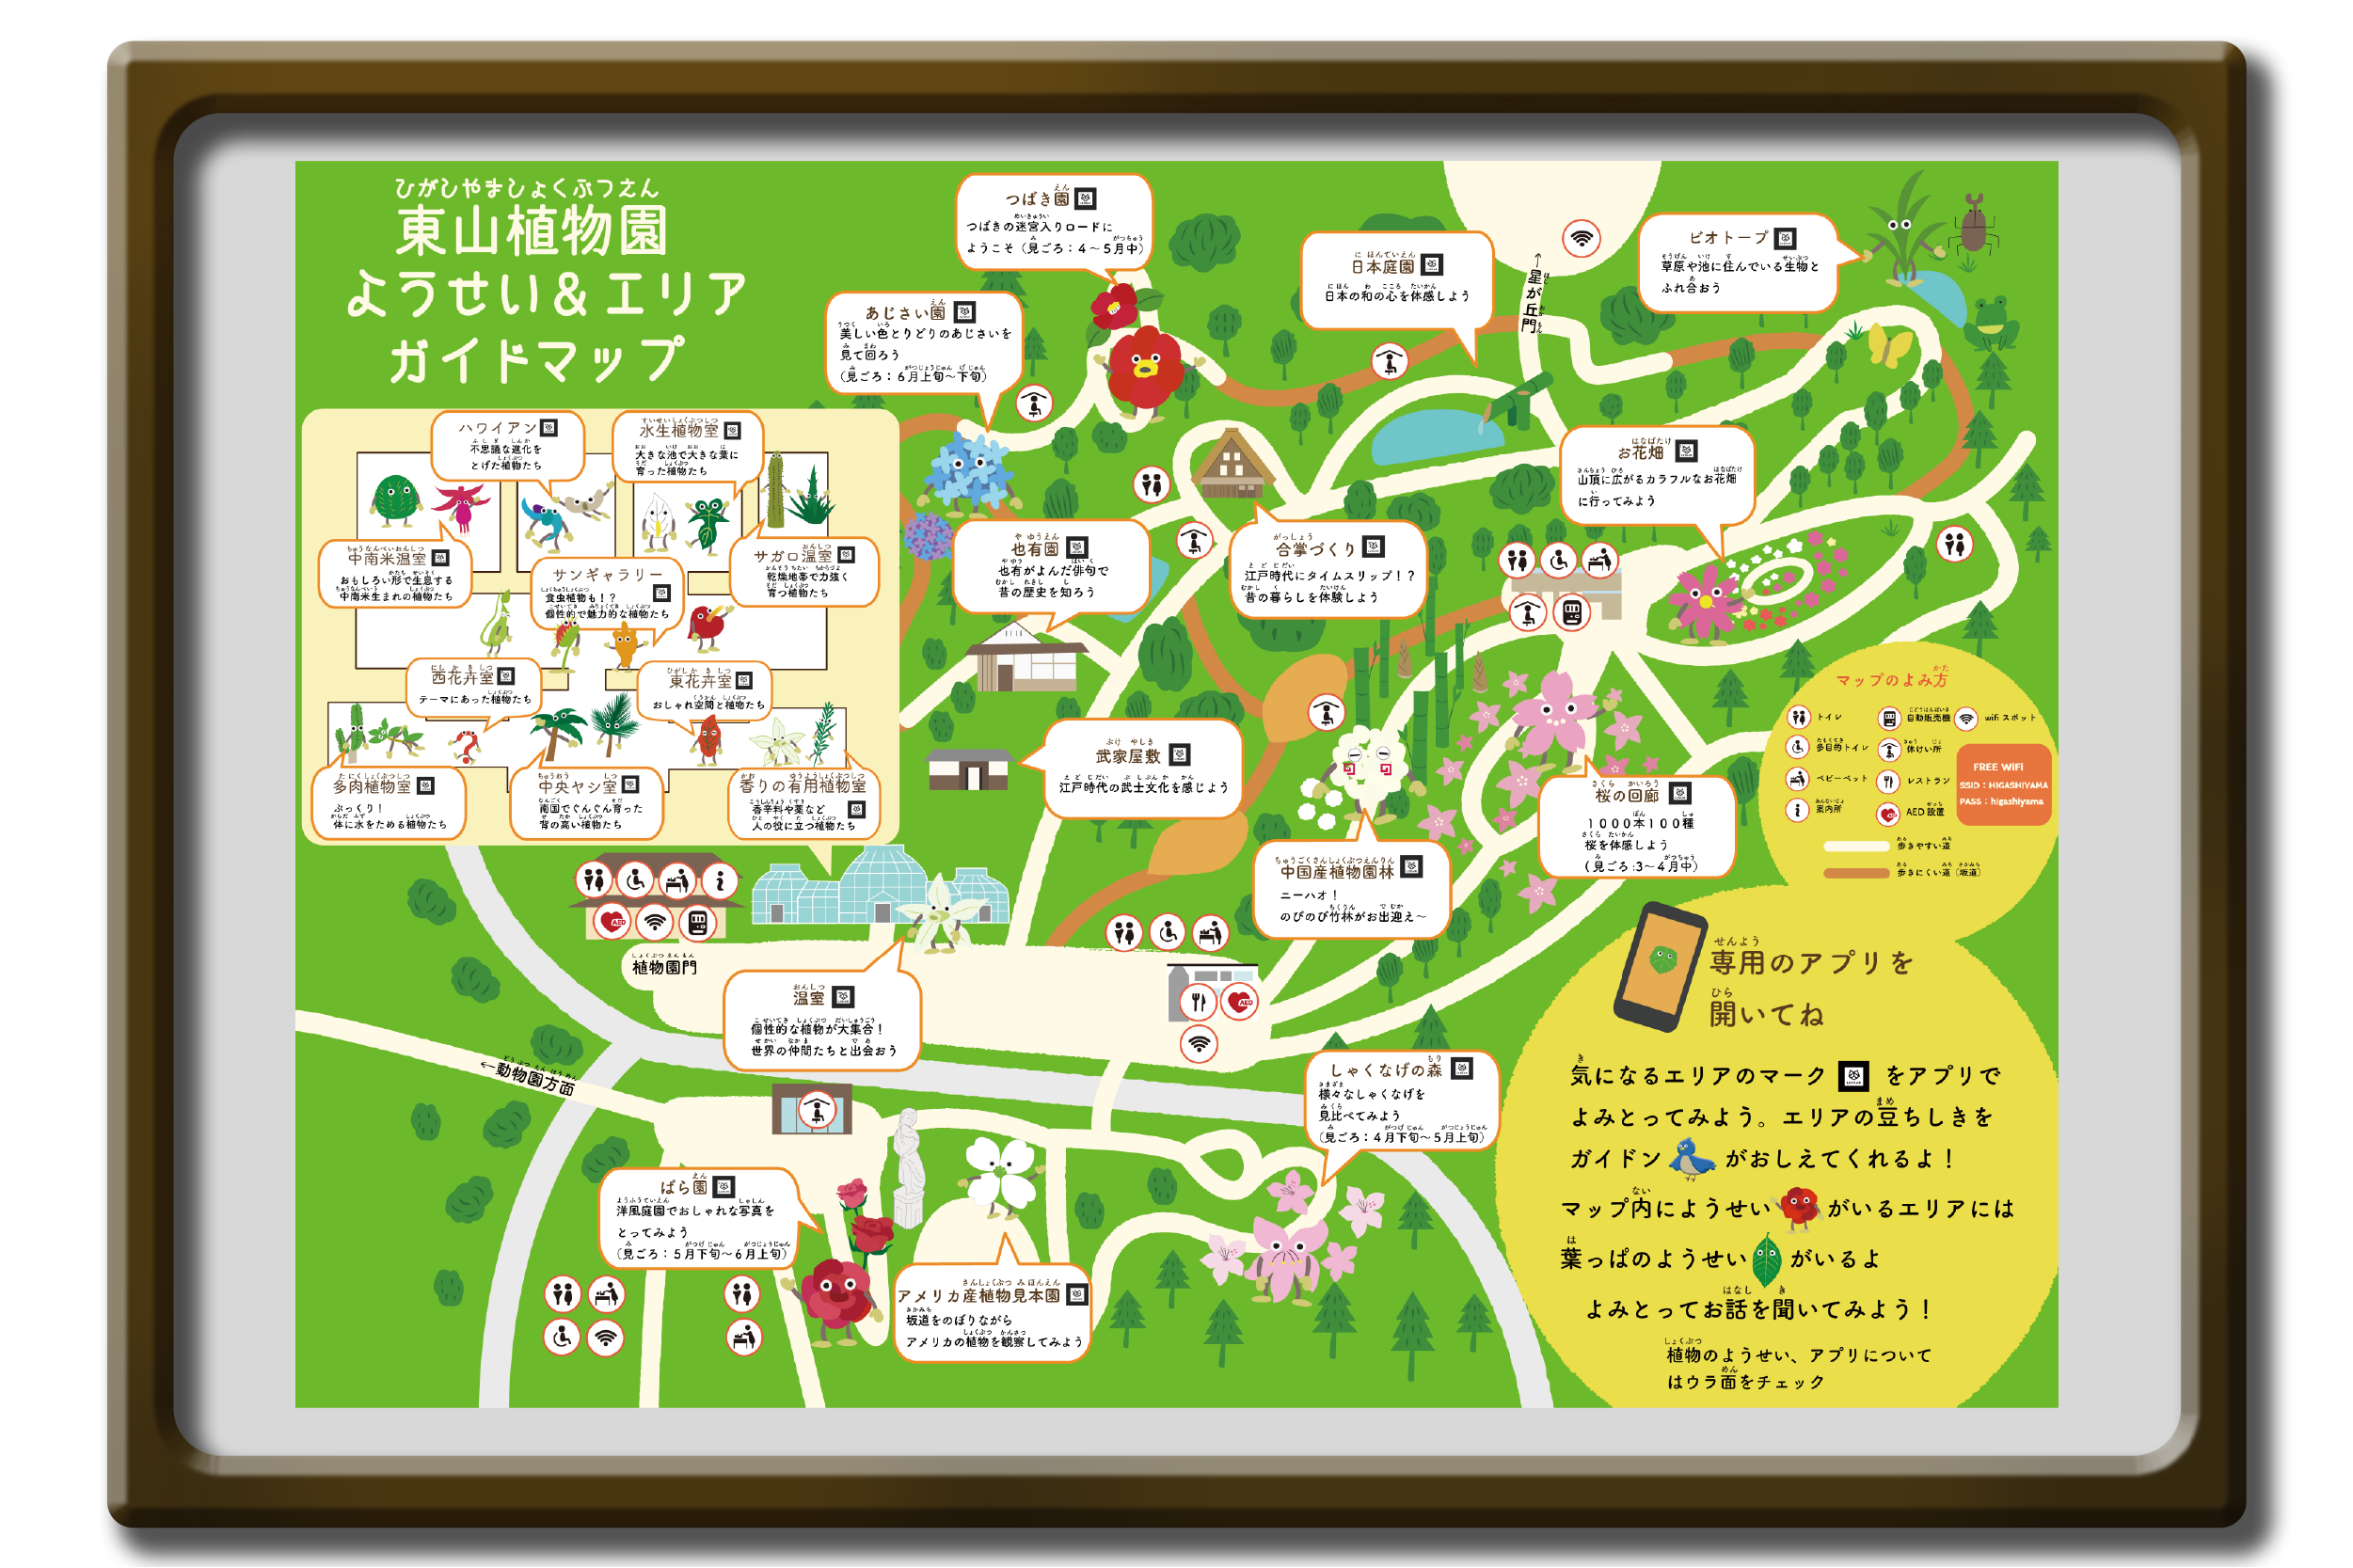 ひがしやましょくぶつえん
東山植物園
ようせい&エリア
ガイドマップ
つばき園
つばきの迷宮入りロードに
ようこそ（見ごろ：4～5月中）
あじさい園
美しい色とりどりのあじさいを
見て回ろう
（見ごろ：6月上旬～下旬）
日本庭園
日本の和の心を体感しよう
↑星が丘門
ビオトープ
草原や池に住んでいる生物と
ふれ合おう
お花畑
山頂に広がるカラフルなお花畑
に行ってみよう
ハワイアン
不思議な進化を
とげた植物たち
水生植物室
大きな池で大きな葉に
育った植物たち
中南米温室
おもしろい形で生息する
中南米生まれの植物たち
サンギャラリー
食虫植物も！？
個性的で魅力的な植物たち
サガロ温室
乾燥地帯で力強く
育つ植物たち
西花卉室
テーマにあった植物たち
東花卉室
おしゃれ空間と植物たち
多肉植物室
ぷっくり！
体に水をためる植物たち
中央ヤシ室
南国でぐんぐん育った
背の高い植物たち
香りの有用植物室
香辛料や薬など
人の役に立つ植物たち
也有園
也有がよんだ俳句で
昔の歴史を知ろう
合掌づくり
江戸時代にタイムスリップ！？
昔の暮らしを体験しよう
武家屋敷
江戸時代の武士文化を感じよう
中国産植物園林
ニーハオ！
のびのび竹林がお出迎え～
桜の回廊
1000本100種
桜を体感しよう
（見ごろ:3～4月中）
マップのよみ方
トイレ
自動販売機
wifi スポット
多目的トイレ
休けい所
ベビーベット
レストラン
案内所
AED 設置
FREE WiFi
SSID：HIGASHIYAMA
PASS：higashiyama
歩きやすい道
歩きにくい道（坂道）
AED
植物園門
温室
個性的な植物が大集合！
世界の仲間たちと出会おう
AED
←動物園方面
しゃくなげの森
様々なしゃくなげを
見比べてみよう
（見ごろ：4月下旬～5月上旬）
ばら園
洋風庭園でおしゃれな写真を
とってみよう
（見ごろ：5月下旬～6月上旬）
アメリカ産植物見本園
坂道をのぼりながら
アメリカの植物を観察してみよう
せんよう
専用のアプリを
ひら
開いてね
気になるエリアのマーク をアプリで
よみとってみよう。エリアの豆ちしきを
ガイドン がおしえてくれるよ！
マップ内にようせい がいるエリアには
葉っぱのようせい がいるよ
よみとってお話を聞いてみよう！
植物のようせい、アプリについて
はウラ面をチェック